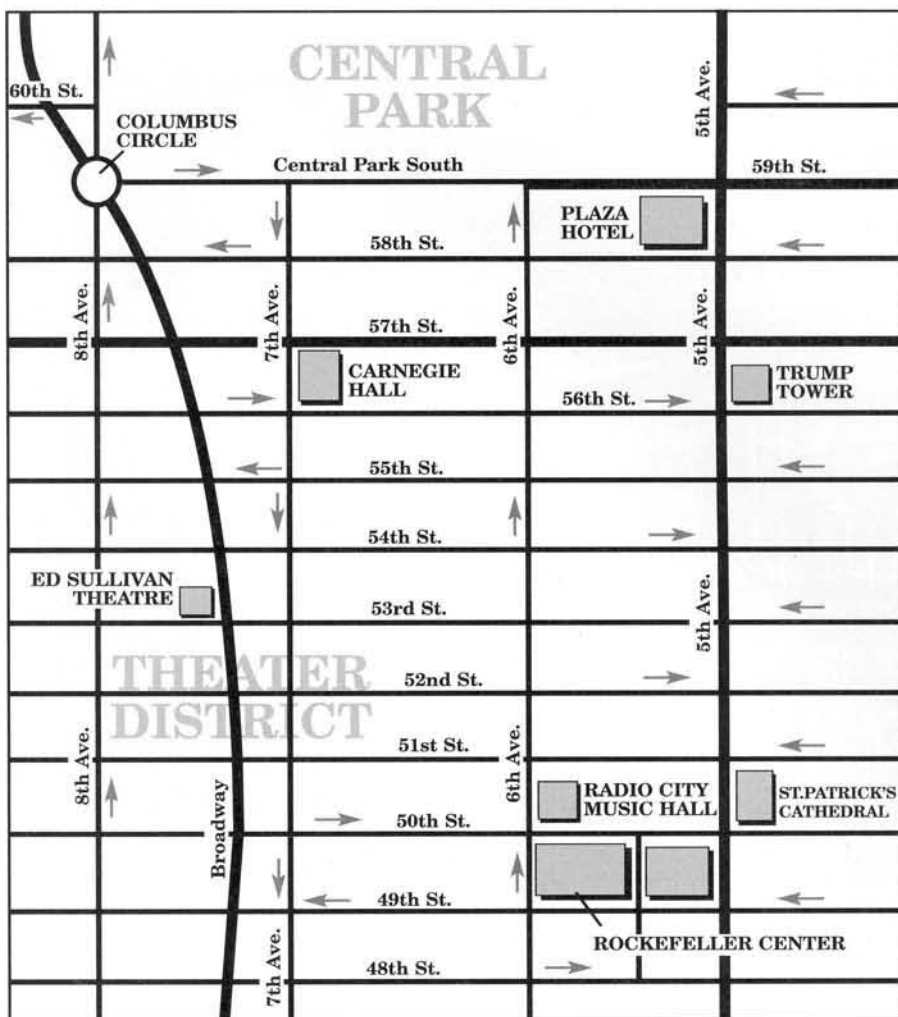 CENTRAL
PARK
5th Ave.
60th St.
COLUMBUS
CIRCLE
Central Park South
59th St.
PLAZA
HOTEL
58th St.
8th Ave.
7th Ave.
57th St.
6th Ave.
5th Ave.
CARNEGIE
HALL
TRUMP
TOWER
56th St.
55th St.
54th St.
ED SULLIVAN
THEATRE
53rd St.
5th Ave.
THEATER
DISTRICT
52nd St.
51st St.
8th Ave.
6th Ave.
RADIO CITY
MUSIC HALL
ST.PATRICK'S
CATHEDRAL
Broadway
50th St.
49th St.
ROCKEFELLER CENTER
7th Ave.
48th St.